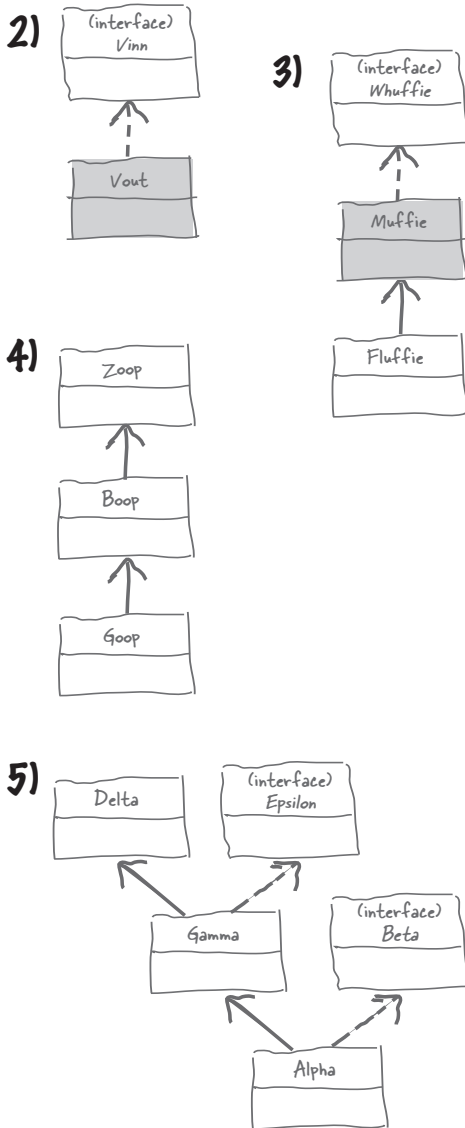 2)
(interface)
Vinn
Vout
3)
(interface)
Whuffie
Muffie
Fluffie
4)
Zoop
Boop
Goop
5)
Delta
(interface)
Epsilon
Gamma
(interface)
Beta
Alpha